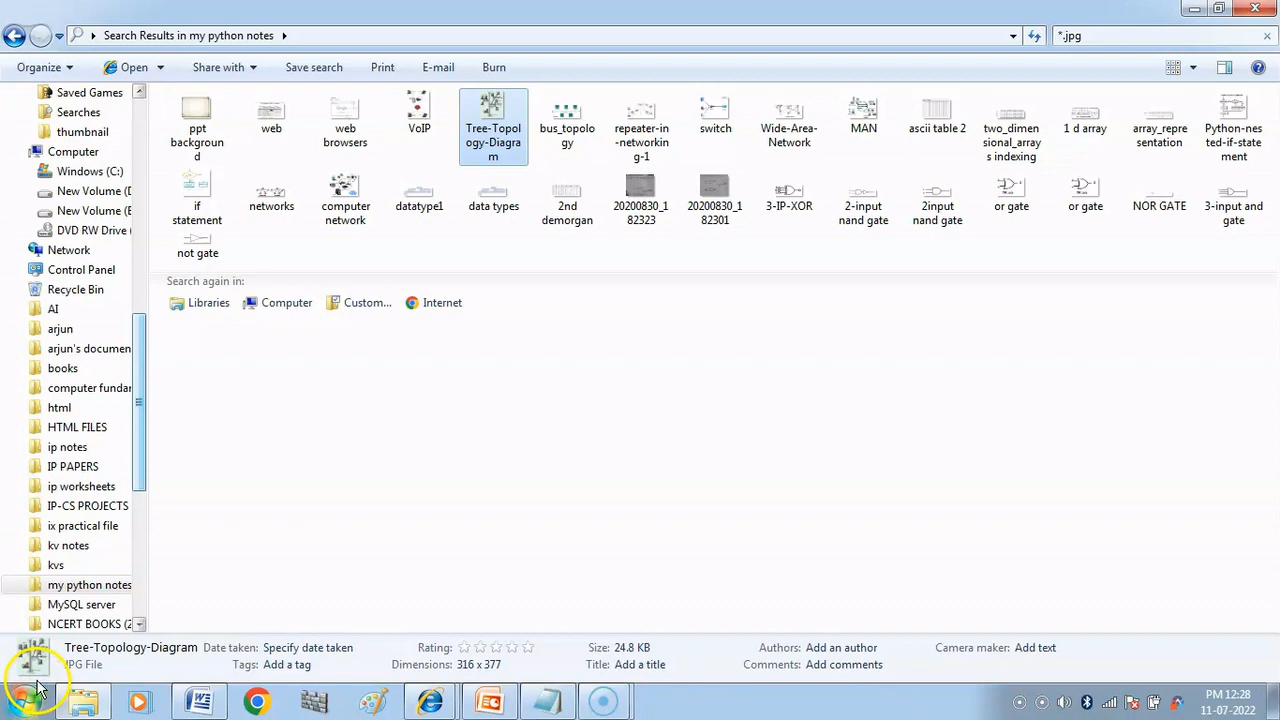 Search Results in my python notes
*.jpg
Organize
Open
Share with
Save search
Print
E-mail
Burn
Saved Games
Searches
thumbnail
Computer
Windows (C:)
New Volume (D
New Volume (E
DVD RW Drive (
Network
Control Panel
Recycle Bin
AI
arjun
arjun's documen
books
computer fundar
html
HTML FILES
ip notes
IP PAPERS
ip worksheets
IP-CS PROJECTS
ix practical file
kv notes
kvs
my python notes
MySQL server
NCERT BOOKS (2
ppt
backgroun
d
web
web
browsers
VoIP
Tree-Topol
ogy-Diagra
m
bus_topolo
gy
repeater-in
-networkin
g-1
switch
Wide-Area-
Network
MAN
ascii table 2
two_dimen
sional_array
s indexing
1 d array
array_repre
sentation
Python-nes
ted-if-state
ment
if
statement
networks
computer
network
datatype1
data types
2nd
demorgan
20200830_1
82323
20200830_1
82301
3-IP-XOR
2-input
nand gate
2input
nand gate
or gate
or gate
NOR GATE
3-input and
gate
not gate
Search again in:
Libraries
Computer
Custom...
Internet
Tree-Topology-Diagram
JPG File
Date taken: Specify date taken
Tags: Add a tag
Rating:
Dimensions: 316 x 377
Size: 24.8 KB
Title: Add a title
Authors: Add an author
Comments: Add comments
Camera maker: Add text
PM 12:28
11-07-2022